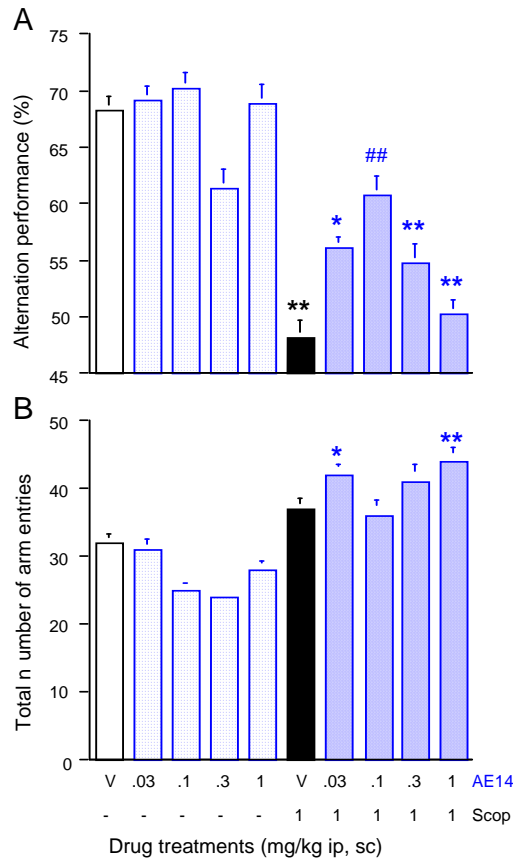 A
75
70
65
60
55
50
45
Alternation performance (%)
**
*
##
**
**
B
50
40
30
20
10
0
Total n umber of arm entries
*
**
V .03 .1 .3 1 V .03 .1 .3 1 AE14
- - - - - 1 1 1 1 1 Scop
Drug treatments (mg/kg ip, sc)